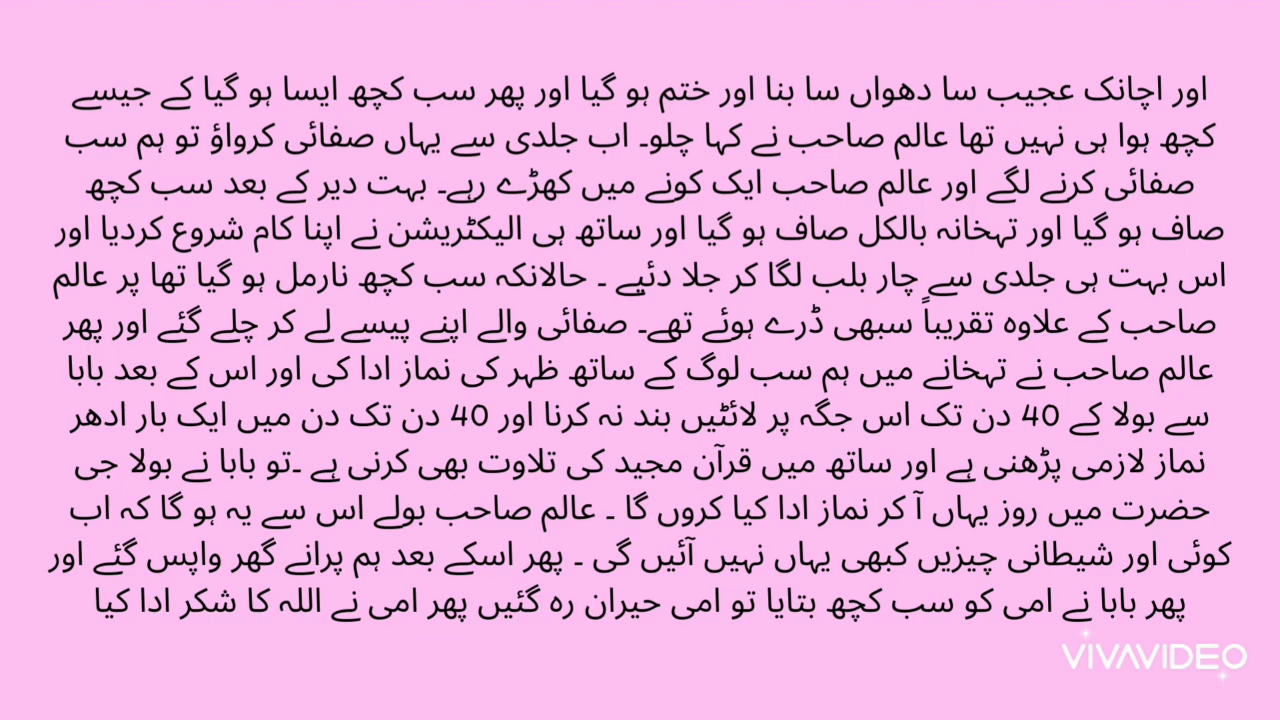 اور اچانک عجیب سا دھواں سا بنا اور ختم ہو گیا اور پھر سب کچھ ایسا ہو گیا کے جیسے
کچھ ہوا ہی نہیں تھا عالم صاحب نے کہا چلو۔ اب جلدی سے یہاں صفائی کرواؤ تو ہم سب
صفائی کرنے لگے اور عالم صاحب ایک کونے میں کھڑے رہے۔ بہت دیر کے بعد سب کچھ
صاف ہو گیا اور تہخانہ بالکل صاف ہو گیا اور ساتھ ہی الیکٹریشن نے اپنا کام شروع کردیا اور
اس بہت ہی جلدی سے چار بلب لگا کر جلا دئیے ۔ حالانکہ سب کچھ نارمل ہو گیا تھا پر عالم
صاحب کے علاوہ تقریباً سبھی ڈرے ہوئے تھے۔ صفائی والے اپنے پیسے لے کر چلے گئے اور پھر
عالم صاحب نے تہخانے میں ہم سب لوگ کے ساتھ ظہر کی نماز ادا کی اور اس کے بعد بابا
سے بولا کے 40 دن تک اس جگہ پر لائٹیں بند نہ کرنا اور 40 دن تک دن میں ایک بار ادھر
نماز لازمی پڑھنی ہے اور ساتھ میں قرآن مجید کی تلاوت بھی کرنی ہے ۔تو بابا نے بولا جی
حضرت میں روز یہاں آ کر نماز ادا کیا کروں گا ۔ عالم صاحب بولے اس سے یہ ہو گا کہ اب
کوئی اور شیطانی چیزیں کبھی یہاں نہیں آئیں گی ۔ پھر اسکے بعد ہم پرانے گھر واپس گئے اور
پھر بابا نے امی کو سب کچھ بتایا تو امی حیران رہ گئیں پھر امی نے اللہ کا شکر ادا کیا
VIVAVIDEO